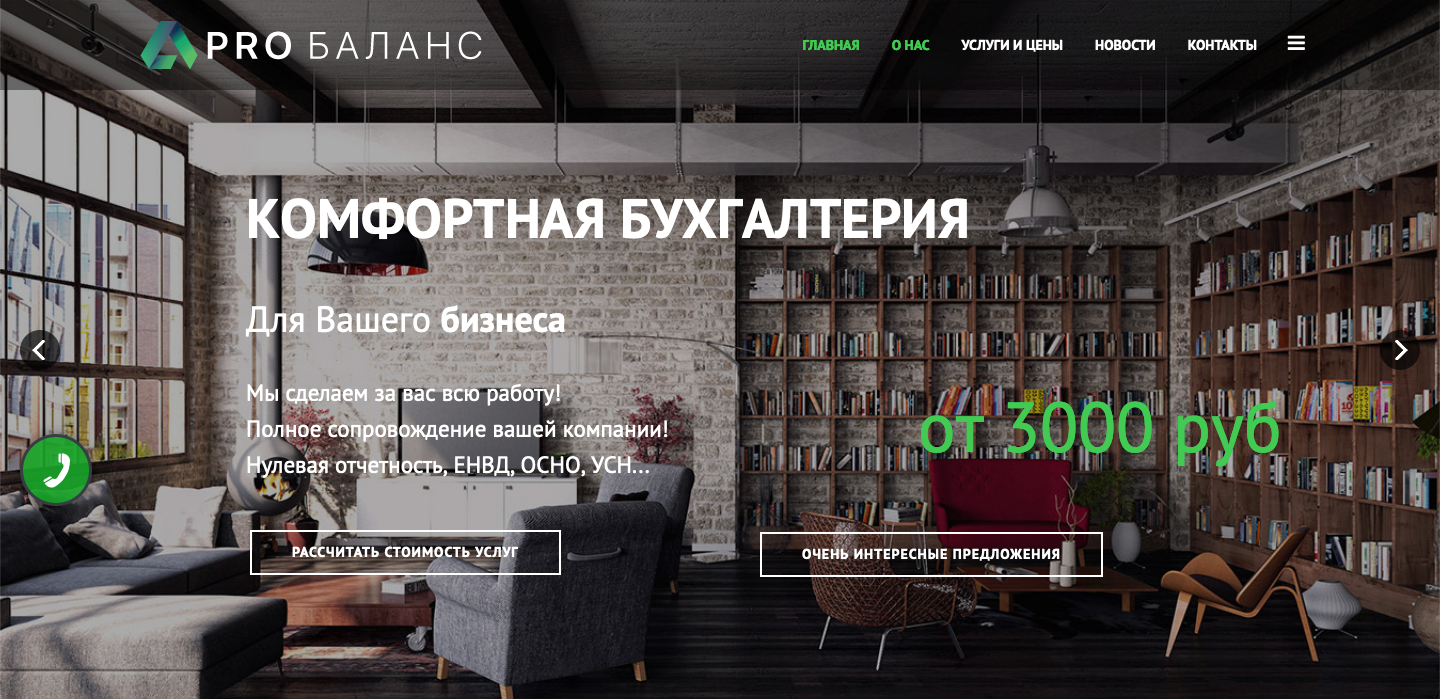 PRO БАЛАНС
ГЛАВНАЯ О НАС УСЛУГИ И ЦЕНЫ НОВОСТИ КОНТАКТЫ
КОМФОРТНАЯ БУХГАЛТЕРИЯ
Для Вашего бизнеса
Мы сделаем за вас всю работу!
Полное сопровождение вашей компании!
Нулевая отчетность, ЕНВД, ОСНО, УСН...
от 3000 руб
РАССЧИТАТЬ СТОИМОСТЬ УСЛУГ
ОЧЕНЬ ИНТЕРЕСНЫЕ ПРЕДЛОЖЕНИЯ